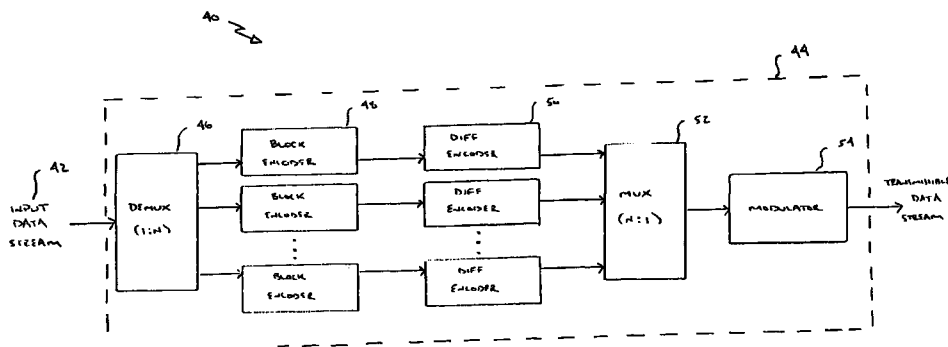 40
44
46
48
50
52
54
42
INPUT
DATA
STREAM
DEMUX
(1:N)
BLOCK
ENCODER
DIFF
ENCODER
BLOCK
ENCODER
DIFF
ENCODER
BLOCK
ENCODER
DIFF
ENCODER
MUX
(N:1)
MODULATOR
TRANSMISSIBLE
DATA
STREAM